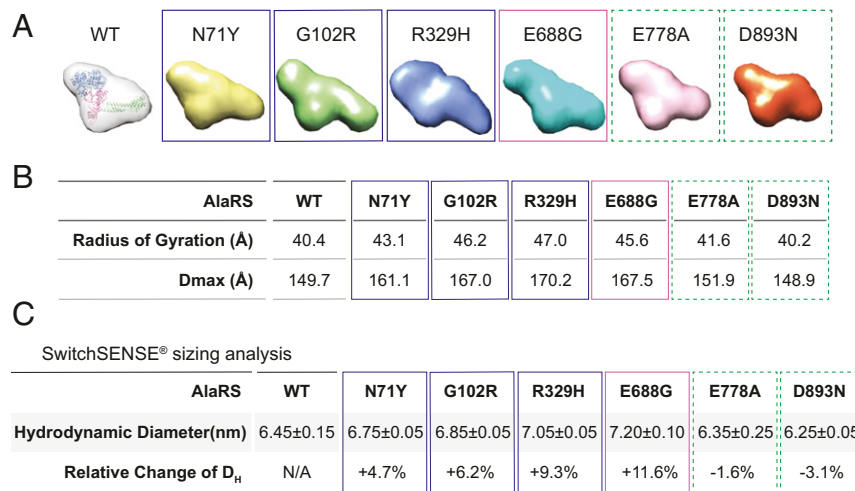 A
WT N71Y G102R R329H E688G E778A D893N
B
AlaRS WT N71Y G102R R329H E688G E778A D893N
Radius of Gyration (Å) 40.4 43.1 46.2 47.0 45.6 41.6 40.2
Dmax (Å) 149.7 161.1 167.0 170.2 167.5 151.9 148.9
C
SwitchSENSE® sizing analysis
AlaRS WT N71Y G102R R329H E688G E778A D893N
Hydrodynamic Diameter(nm) 6.45±0.15 6.75±0.05 6.85±0.05 7.05±0.05 7.20±0.10 6.35±0.25 6.25±0.05
Relative Change of D_H N/A +4.7% +6.2% +9.3% +11.6% -1.6% -3.1%